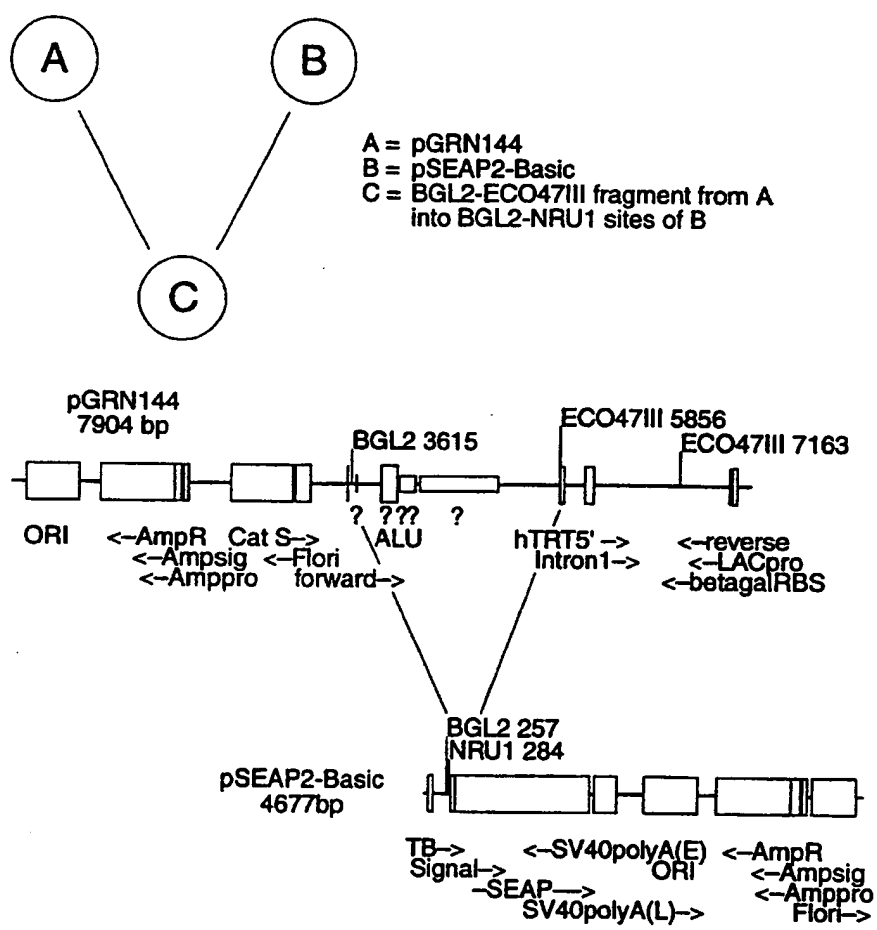 A
B
A = pGRN144
B = pSEAP2-Basic
C = BGL2-ECO47III fragment from A
into BGL2-NRU1 sites of B
C
pGRN144
7904 bp
ECO47III 5856
BGL2 3615
ECO47III 7163
? ? ?? ?
ORI <–AmpR Cat S–> ALU hTRT5' –> <–reverse
<–Ampsig <–Flori Intron1–> <–LACpro
<–Amppro forward–> <–betagalRBS
BGL2 257
NRU1 284
pSEAP2-Basic
4677bp
TB–> <–SV40polyA(E) <–AmpR
Signal–> ORI <–Ampsig
–SEAP—> <–Amppro
SV40polyA(L)–> Flori–>